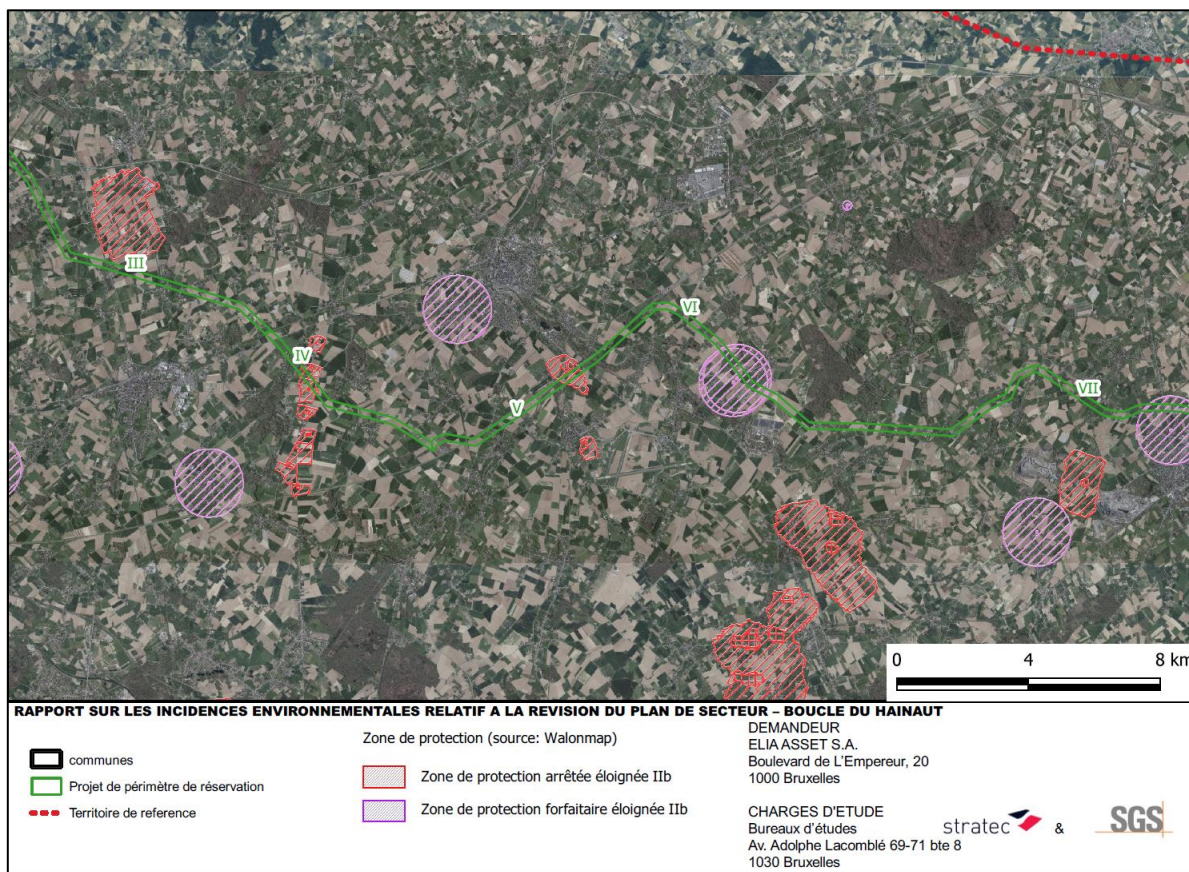 III
IV
V
VI
VII
0 4 8 km
RAPPORT SUR LES INCIDENCES ENVIRONMENTALES RELATIF A LA REVISION DU PLAN DE SECTEUR – BOUCLE DU HAINAUT
communes
Projet de périmètre de réservation
Territoire de reference
Zone de protection (source: Walonmap)
Zone de protection arrêtée éloignée IIb
Zone de protection forfaitaire éloignée IIb
DEMANDEUR
ELIA ASSET S.A.
Boulevard de L'Empereur, 20
1000 Bruxelles
CHARGES D'ETUDE
Bureaux d'études
Av. Adolphe Lacomblé 69-71 bte 8
1030 Bruxelles
stratec & SGS